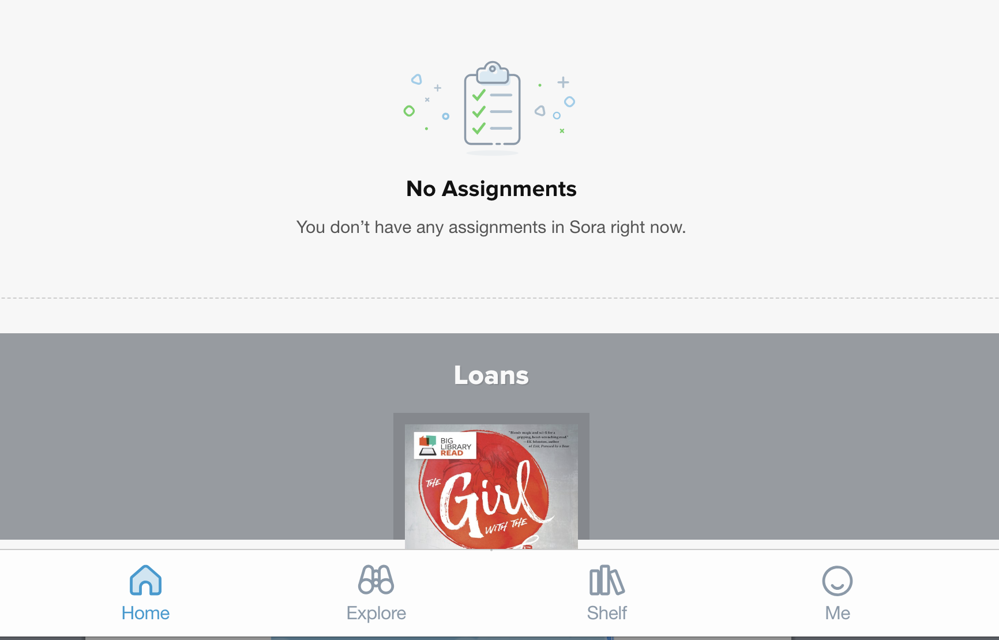 No Assignments
You don’t have any assignments in Sora right now.
Loans
BIG
LIBRARY
READ
“Blends magic and sci-fi for a
gripping, heart-wrenching read.”
—EK Johnston, author
of Exit, Pursued by a Bear
THE
Girl
WITH THE
Home
Explore
Shelf
Me